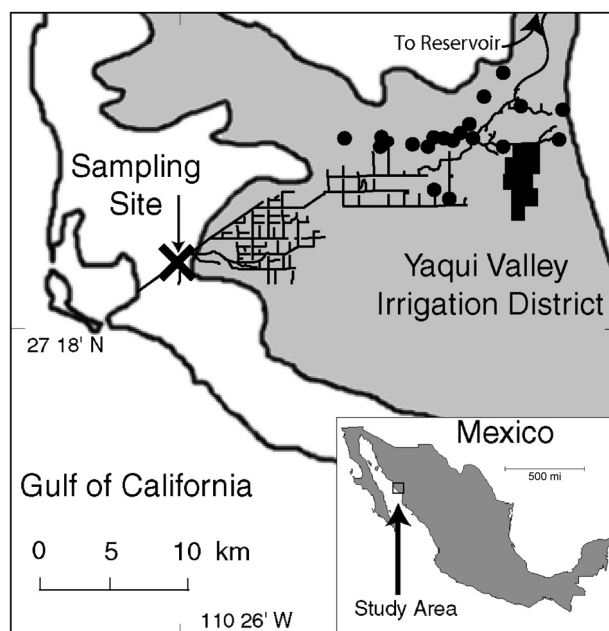 To Reservoir
Sampling
Site
Yaqui Valley
Irrigation District
27 18' N
Mexico
500 mi
Gulf of California
0 5 10 km
Study Area
110 26' W